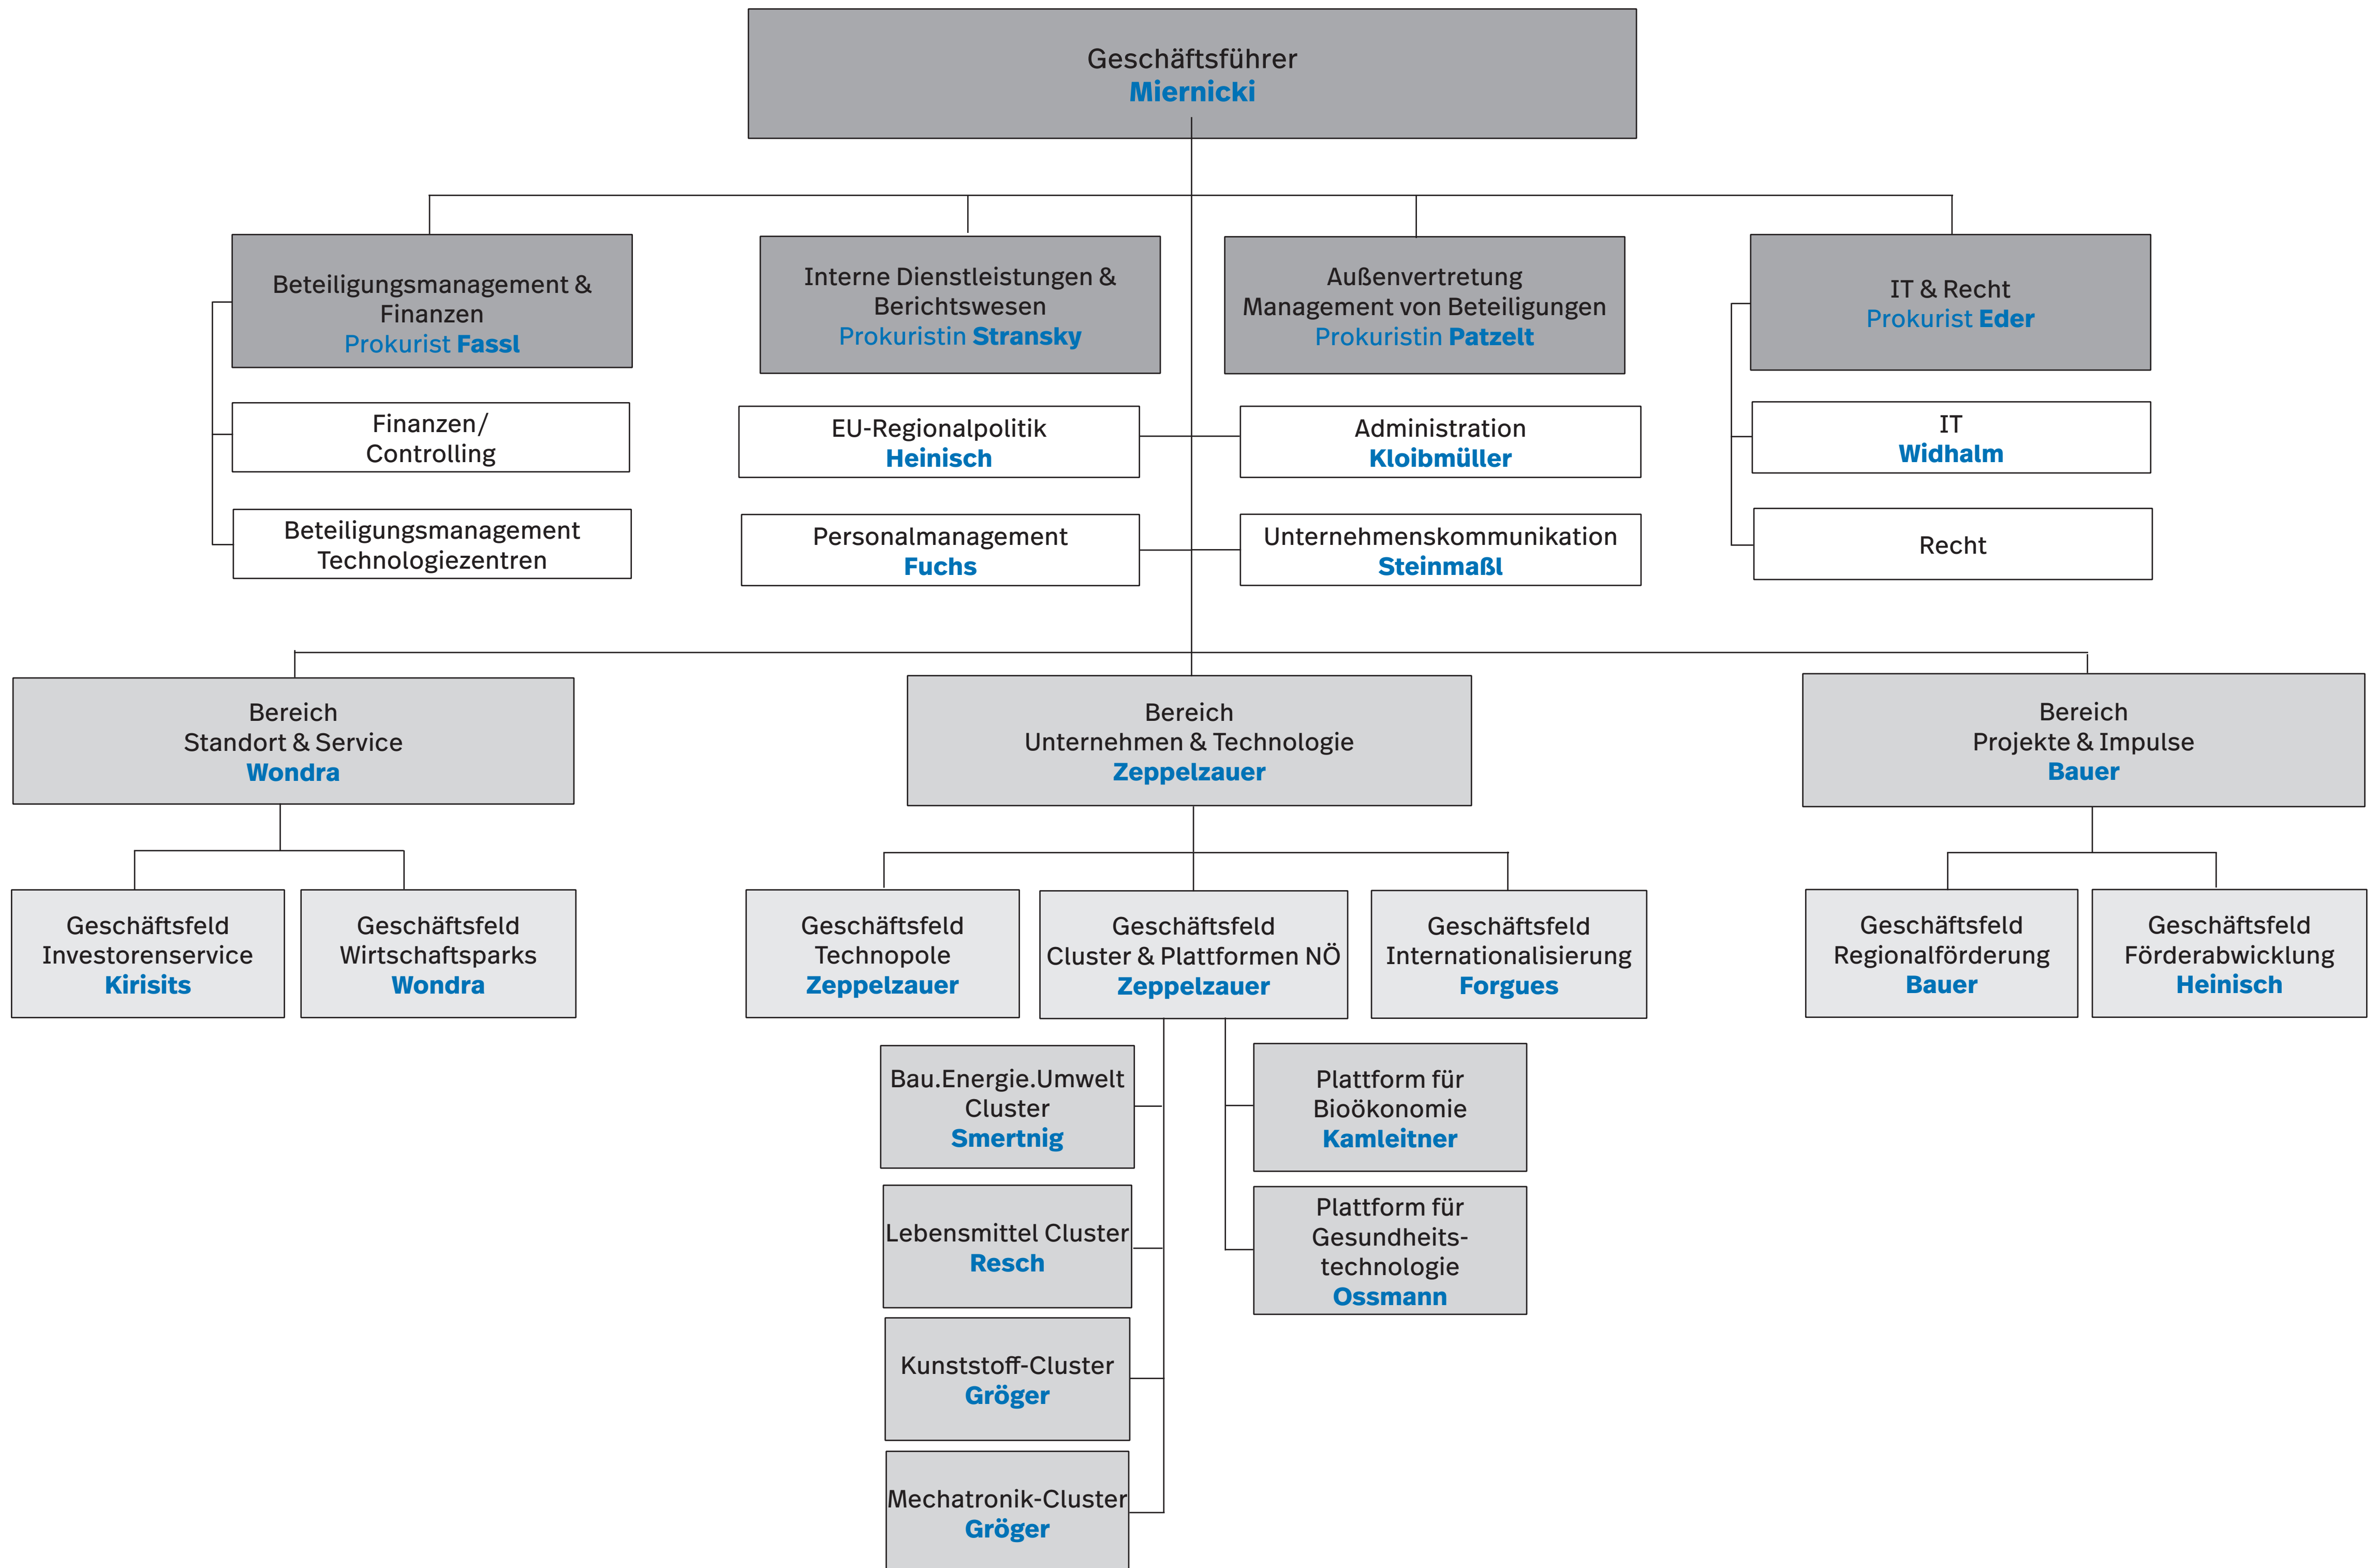 Geschäftsführer
Miernicki
Beteiligungsmanagement &
Finanzen
Prokurist Fassl
Interne Dienstleistungen &
Berichtswesen
Prokuristin Stransky
Außenvertretung
Management von Beteiligungen
Prokuristin Patzelt
IT & Recht
Prokurist Eder
Finanzen/
Controlling
EU-Regionalpolitik
Heinisch
Administration
Kloibmüller
IT
Widhalm
Beteiligungsmanagement
Technologiezentren
Personalmanagement
Fuchs
Unternehmenskommunikation
Steinmaßl
Recht
Bereich
Standort & Service
Wondra
Bereich
Unternehmen & Technologie
Zeppelzauer
Bereich
Projekte & Impulse
Bauer
Geschäftsfeld
Investorenservice
Kirisits
Geschäftsfeld
Wirtschaftsparks
Wondra
Geschäftsfeld
Technopole
Zeppelzauer
Geschäftsfeld
Cluster & Plattformen NÖ
Zeppelzauer
Geschäftsfeld
Internationalisierung
Forgues
Geschäftsfeld
Regionalförderung
Bauer
Geschäftsfeld
Förderabwicklung
Heinisch
Bau.Energie.Umwelt
Cluster
Smertnig
Plattform für
Bioökonomie
Kamleitner
Lebensmittel Cluster
Resch
Plattform für
Gesundheits-
technologie
Ossmann
Kunststoff-Cluster
Gröger
Mechatronik-Cluster
Gröger